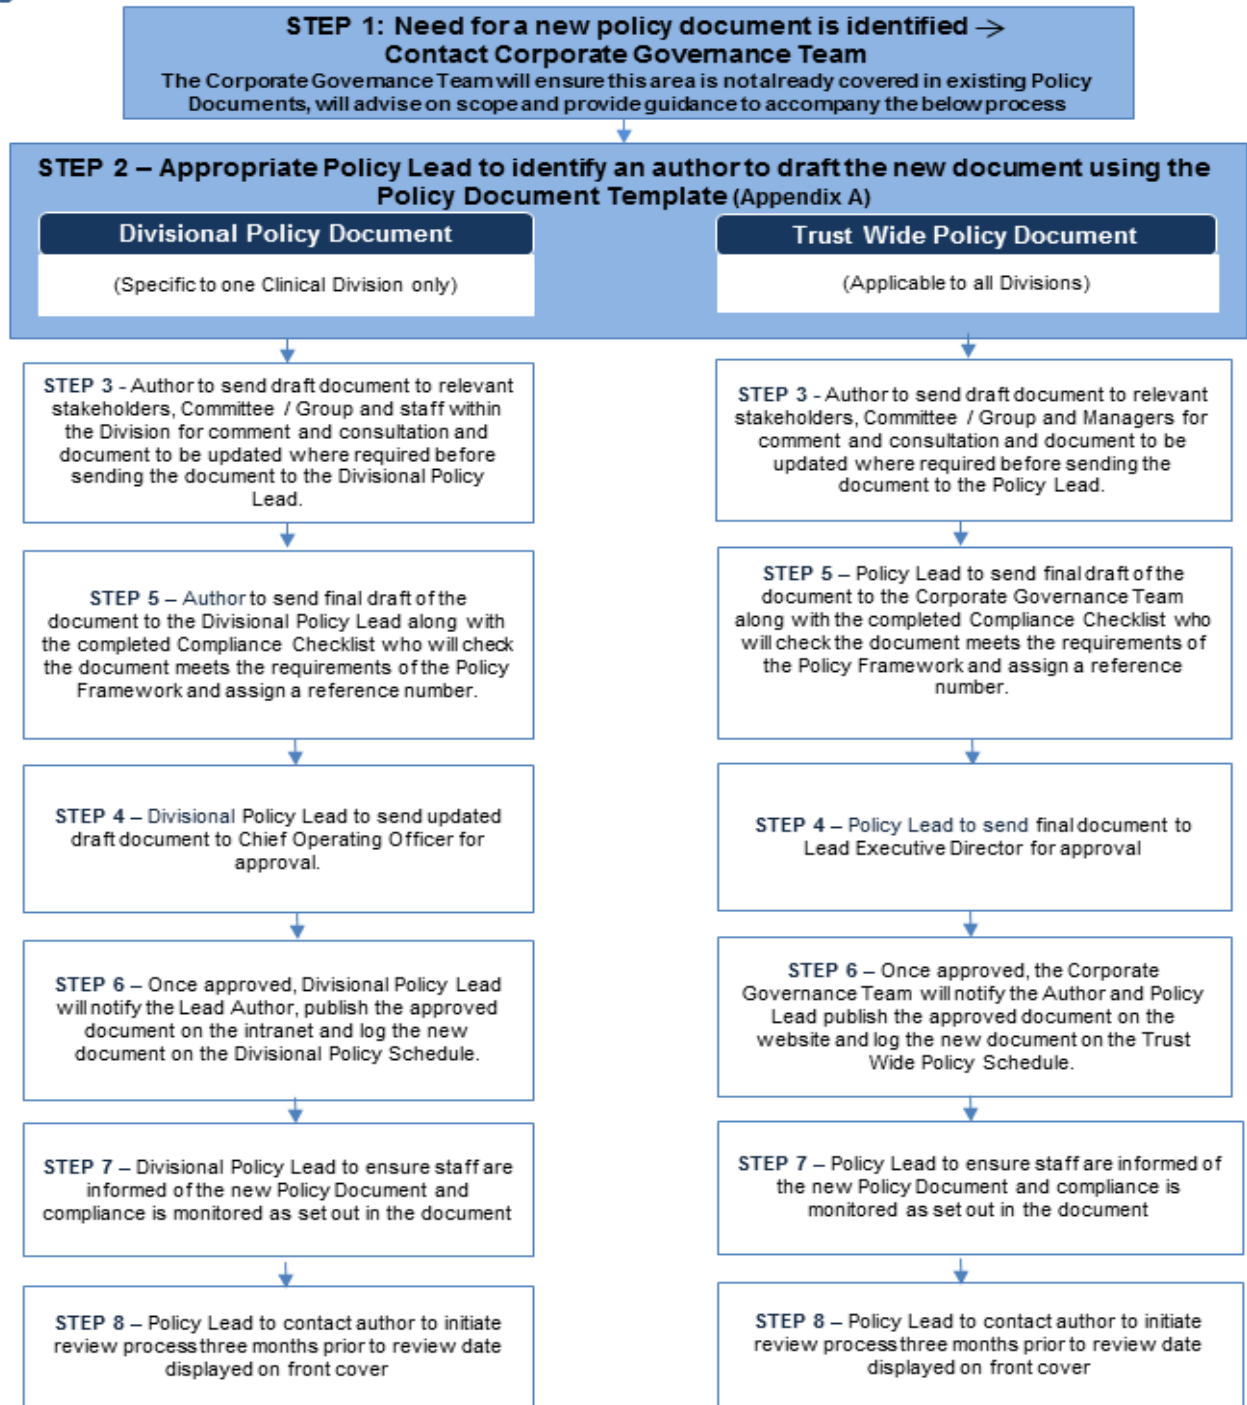 STEP 1: Need for a new policy document is identified →
Contact Corporate Governance Team
The Corporate Governance Team will ensure this area is not already covered in existing Policy
Documents, will advise on scope and provide guidance to accompany the below process
STEP 2 – Appropriate Policy Lead to identify an author to draft the new document using the
Policy Document Template (Appendix A)
Divisional Policy Document
(Specific to one Clinical Division only)
Trust Wide Policy Document
(Applicable to all Divisions)
STEP 3 - Author to send draft document to relevant
stakeholders, Committee / Group and staff within
the Division for comment and consultation and
document to be updated where required before
sending the document to the Divisional Policy
Lead.
STEP 3 - Author to send draft document to relevant
stakeholders, Committee / Group and Managers for
comment and consultation and document to be
updated where required before sending the
document to the Policy Lead.
STEP 5 – Author to send final draft of the
document to the Divisional Policy Lead along with
the completed Compliance Checklist who will check
the document meets the requirements of the Policy
Framework and assign a reference number.
STEP 5 – Policy Lead to send final draft of the
document to the Corporate Governance Team
along with the completed Compliance Checklist who
will check the document meets the requirements of
the Policy Framework and assign a reference
number.
STEP 4 – Divisional Policy Lead to send updated
draft document to Chief Operating Officer for
approval.
STEP 4 – Policy Lead to send final document to
Lead Executive Director for approval
STEP 6 – Once approved, Divisional Policy Lead
will notify the Lead Author, publish the approved
document on the intranet and log the new
document on the Divisional Policy Schedule.
STEP 6 – Once approved, the Corporate
Governance Team will notify the Author and Policy
Lead publish the approved document on the
website and log the new document on the Trust
Wide Policy Schedule.
STEP 7 – Divisional Policy Lead to ensure staff are
informed of the new Policy Document and
compliance is monitored as set out in the document
STEP 7 – Policy Lead to ensure staff are informed of
the new Policy Document and compliance is
monitored as set out in the document
STEP 8 – Policy Lead to contact author to initiate
review process three months prior to review date
displayed on front cover
STEP 8 – Policy Lead to contact author to initiate
review process three months prior to review date
displayed on front cover